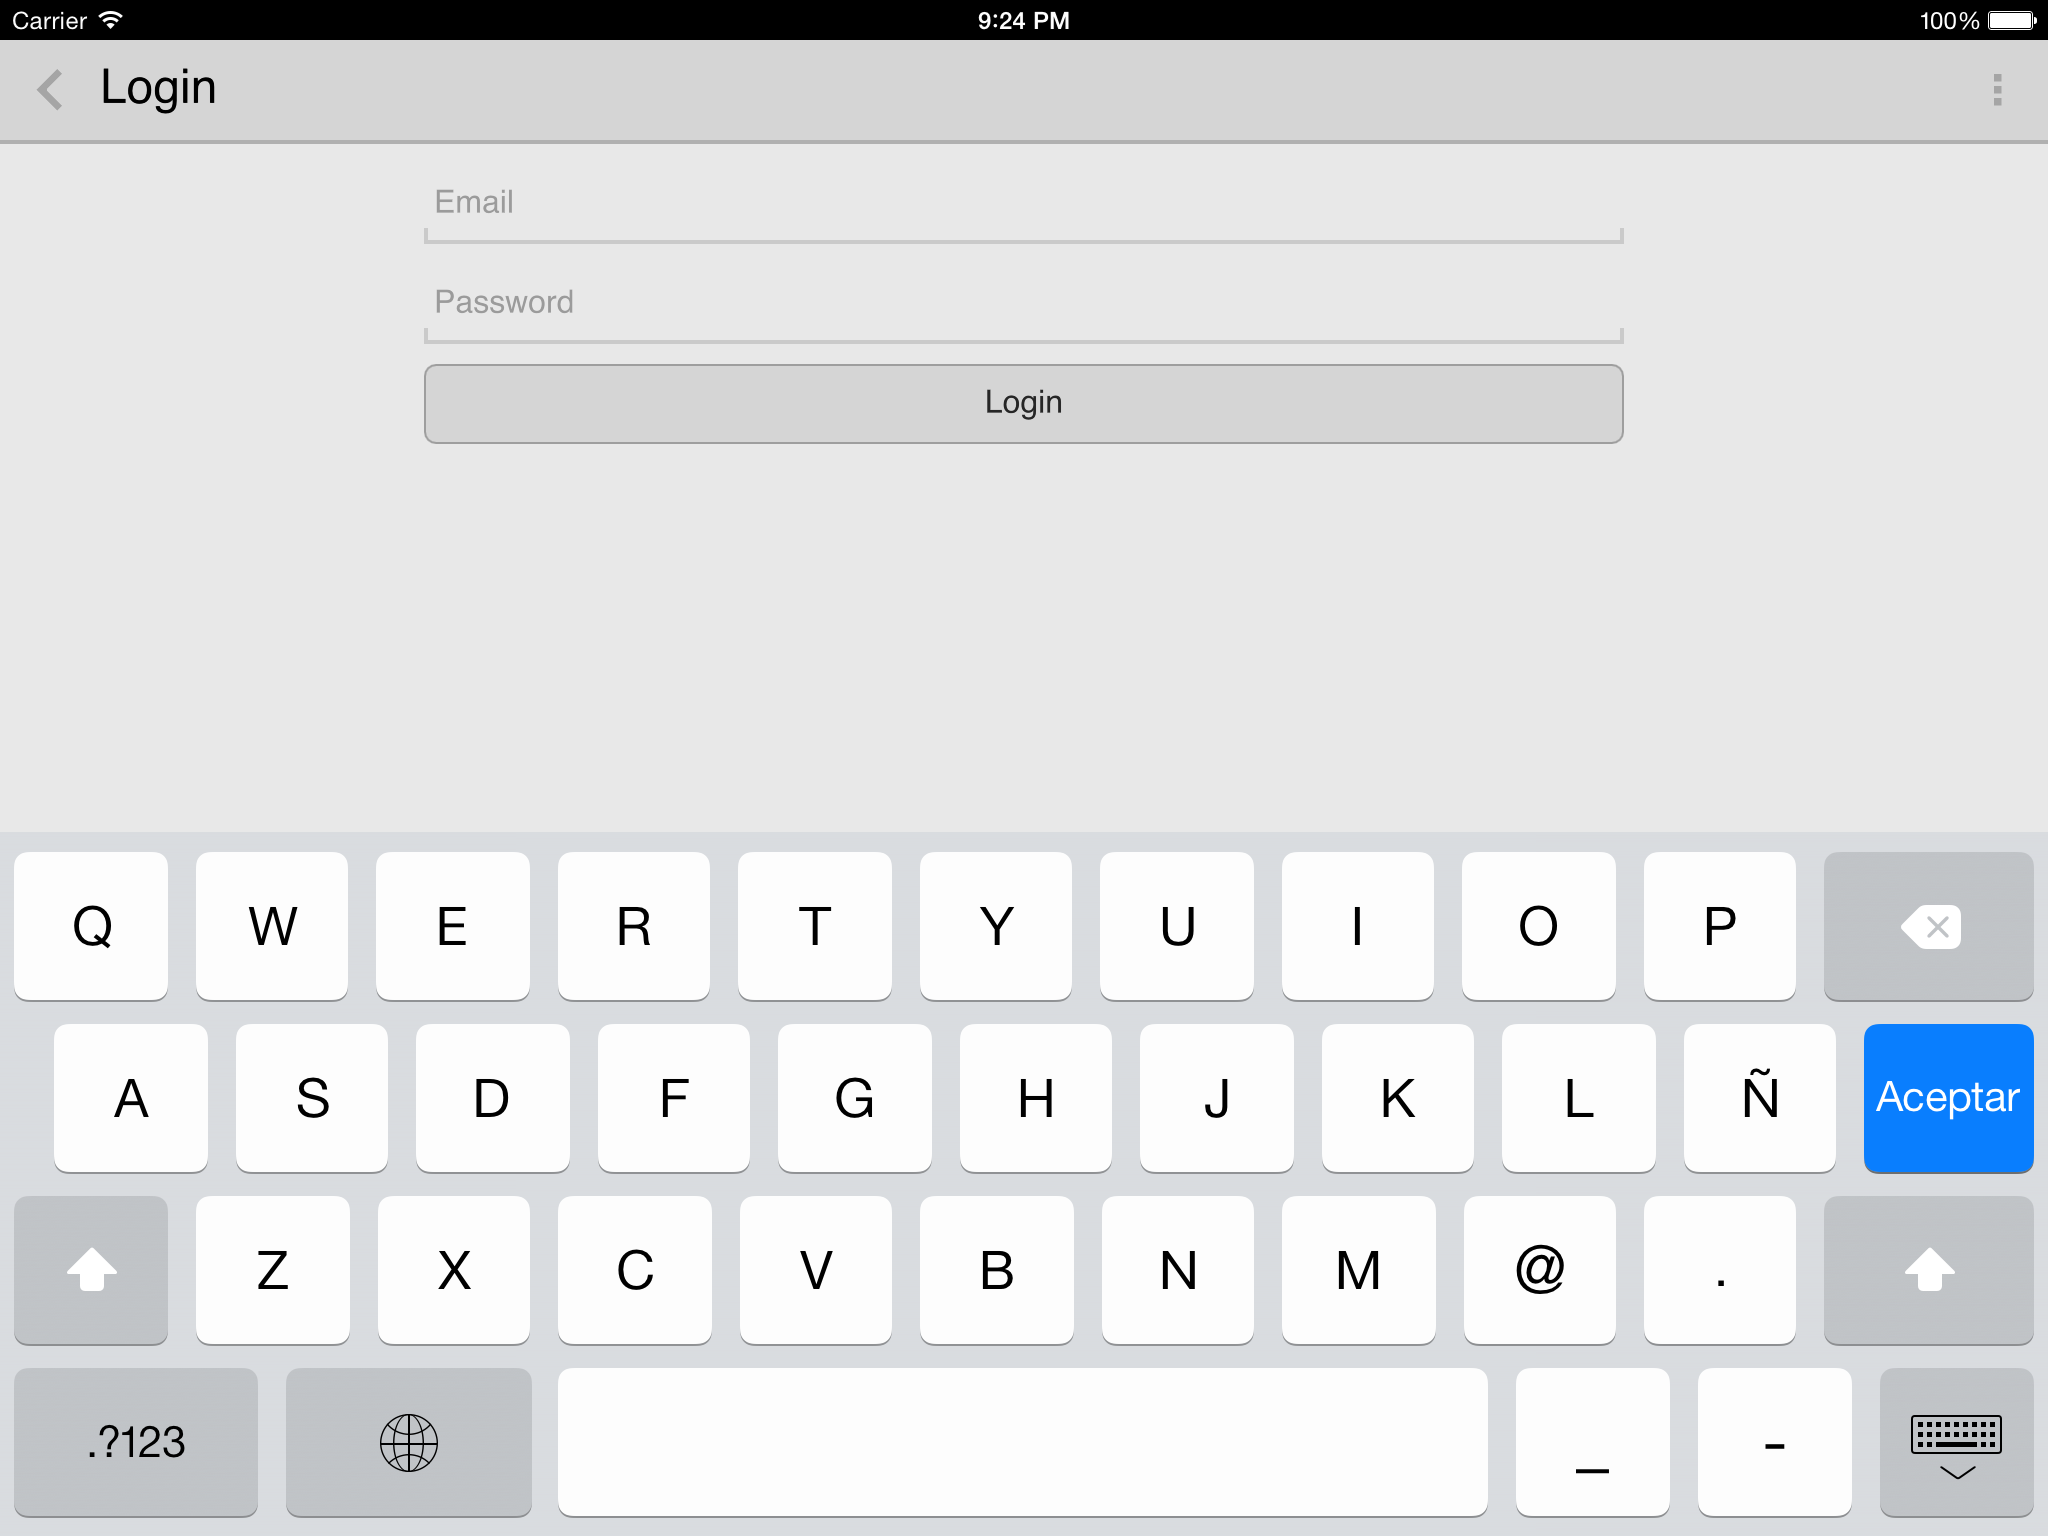 Carrier 9:24 PM 100%
Login
Email
Password
Login
Q W E R T Y U I O P
A S D F G H J K L Ñ Aceptar
Z X C V B N M @ .
.?123 _ -